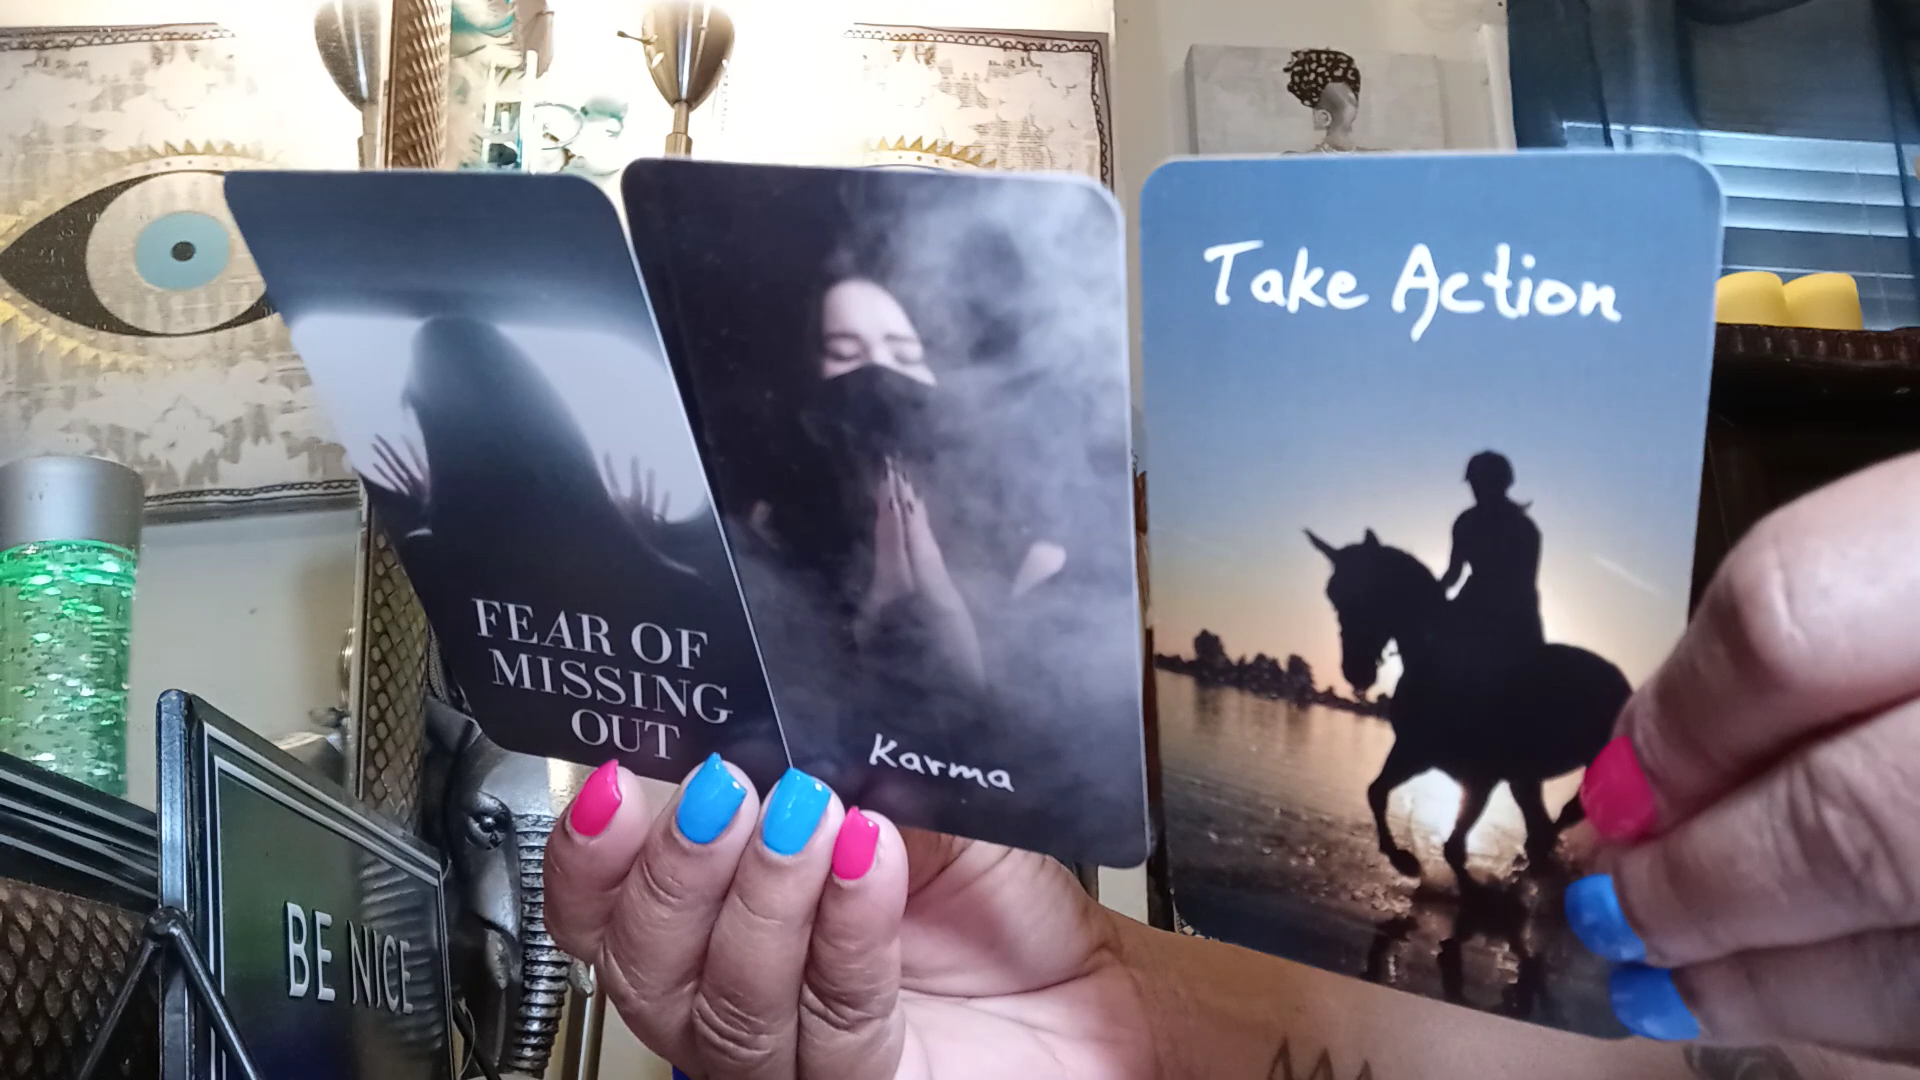 Take Action
FEAR OF
MISSING
OUT
Karma
BE NICE